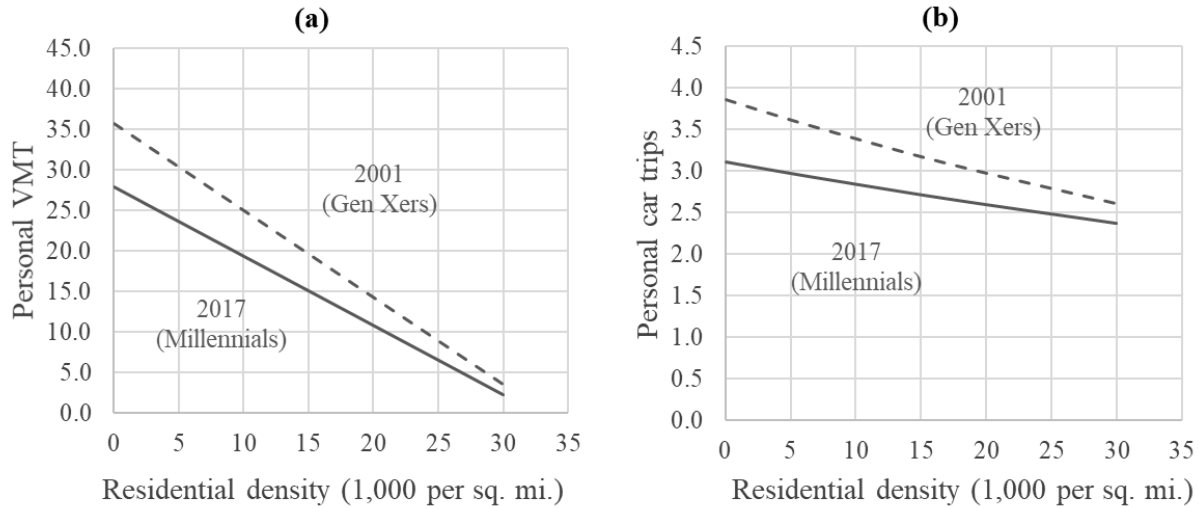 (a)
Personal VMT
45.0
40.0
35.0
30.0
25.0
20.0
15.0
10.0
5.0
0.0
2001
(Gen Xers)
2017
(Millennials)
0 5 10 15 20 25 30 35
Residential density (1,000 per sq. mi.)
(b)
Personal car trips
4.5
4.0
3.5
3.0
2.5
2.0
1.5
1.0
0.5
0.0
2001
(Gen Xers)
2017
(Millennials)
0 5 10 15 20 25 30 35
Residential density (1,000 per sq. mi.)